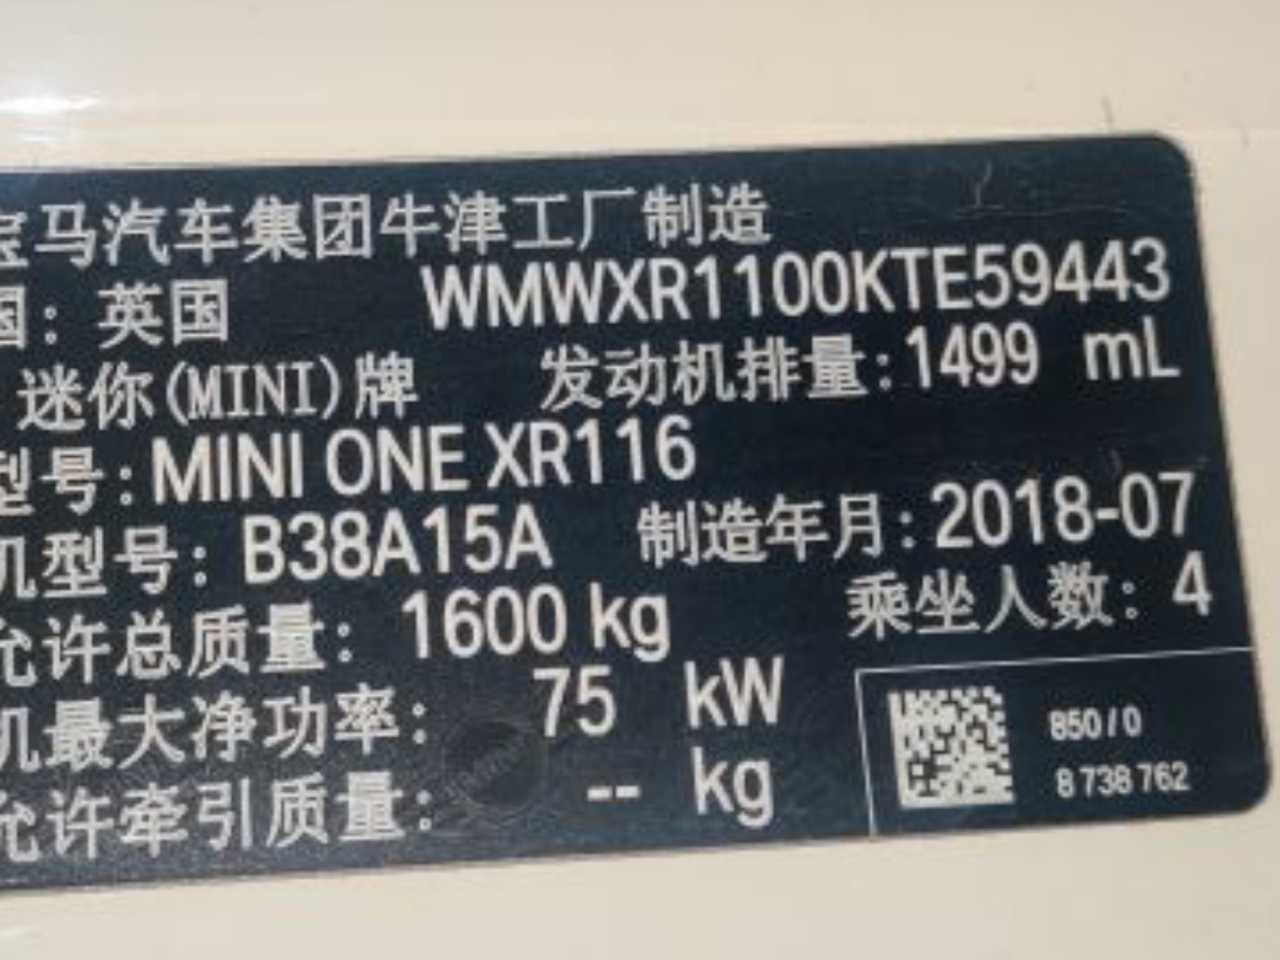 宝马汽车集团牛津工厂制造
国：英国 WMWXR1100KTE59443
迷你(MINI)牌 发动机排量：1499 mL
型号：MINI ONE XR116
机型号：B38A15A 制造年月：2018-07
允许总质量：1600 kg 乘坐人数：4
机最大净功率：75 kW
允许牵引质量：-- kg
850 / 0
8 738 762